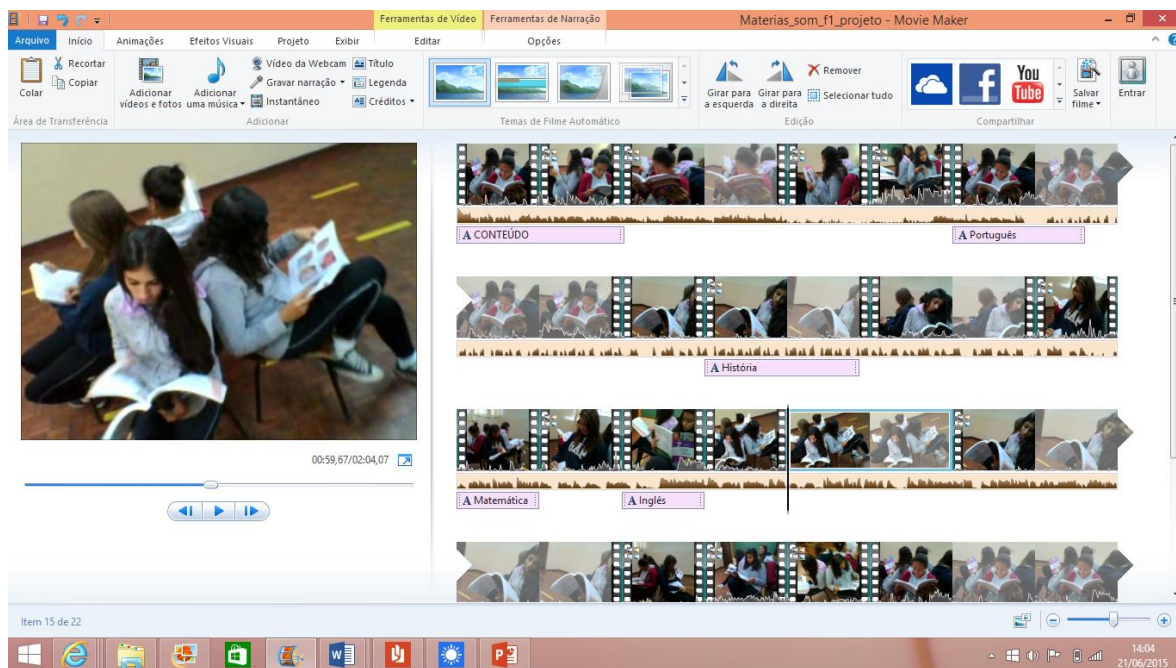 Ferramentas de Vídeo Ferramentas de Narração Materias_som_f1_projeto - Movie Maker
Arquivo Início Animações Efeitos Visuais Projeto Exibir Editar Opções
Colar
Recortar
Copiar
Área de Transferência
Adicionar vídeos e fotos
Adicionar uma música
Vídeo da Webcam
Gravar narração
Instantâneo
A Título
Legenda
Créditos
Adicionar
Temas de Filme Automático
Girar para a esquerda
Girar para a direita
Remover
Selecionar tudo
Edição
f
You Tube
Compartilhar
Salvar filme
Entrar
A CONTEÚDO
A Português
A História
00:59,67/02:04,07
A Matemática
A Inglês
Item 15 de 22
14:04
21/06/2015